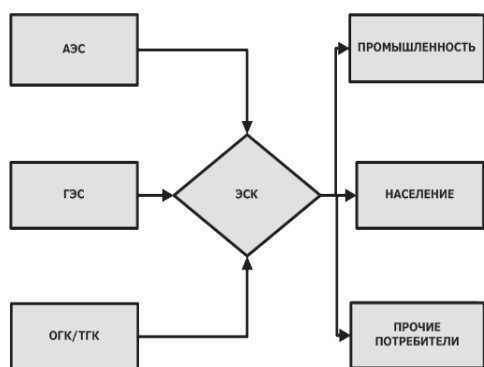 АЭС
ПРОМЫШЛЕННОСТЬ
ГЭС
ЭСК
НАСЕЛЕНИЕ
ОГК/ТГК
ПРОЧИЕ
ПОТРЕБИТЕЛИ